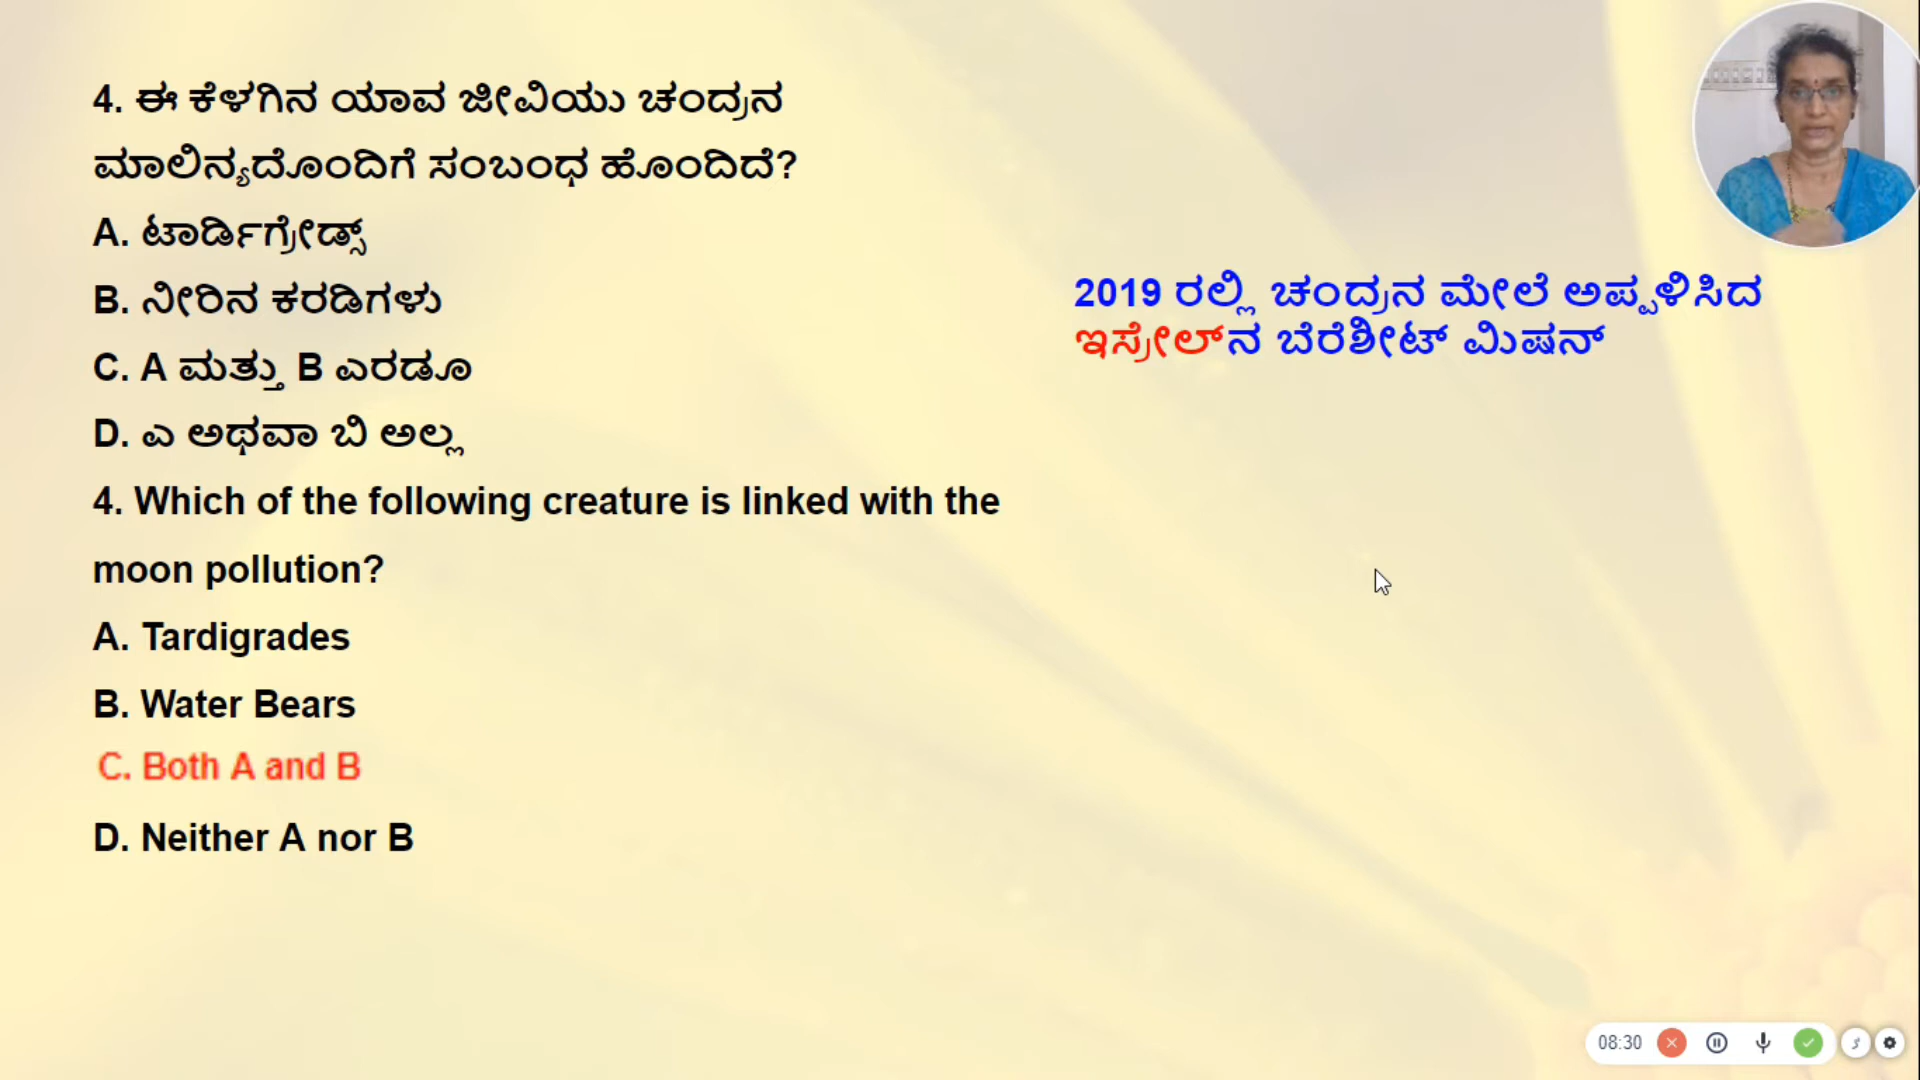 4. ಈ ಕೆಳಗಿನ ಯಾವ ಜೀವಿಯು ಚಂದ್ರನ
ಮಾಲಿನ್ಯದೊಂದಿಗೆ ಸಂಬಂಧ ಹೊಂದಿದೆ?
A. ಟಾರ್ಡಿಗ್ರೇಡ್ಸ್
B. ನೀರಿನ ಕರಡಿಗಳು
C. A ಮತ್ತು B ಎರಡೂ
D. ಎ ಅಥವಾ ಬಿ ಅಲ್ಲ
4. Which of the following creature is linked with the
moon pollution?
A. Tardigrades
B. Water Bears
C. Both A and B
D. Neither A nor B
2019 ರಲ್ಲಿ ಚಂದ್ರನ ಮೇಲೆ ಅಪ್ಪಳಿಸಿದ
ಇಸ್ರೇಲ್‌ನ ಬೆರೆಶೀಟ್ ಮಿಷನ್
08:30